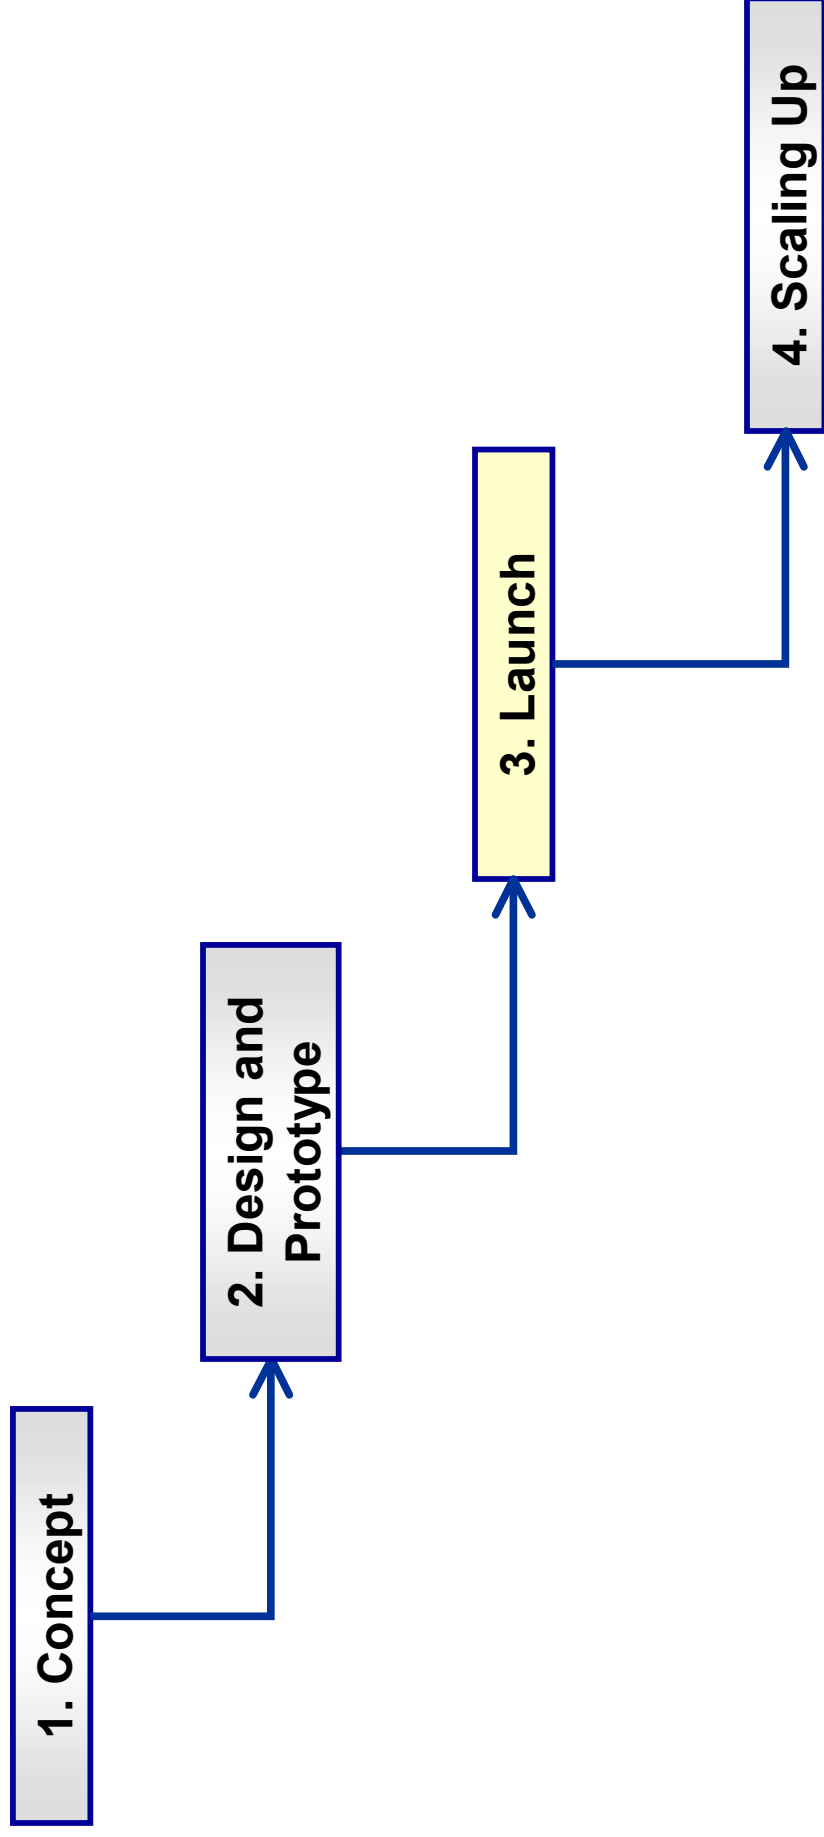 1. Concept
2. Design and
Prototype
3. Launch
4. Scaling Up